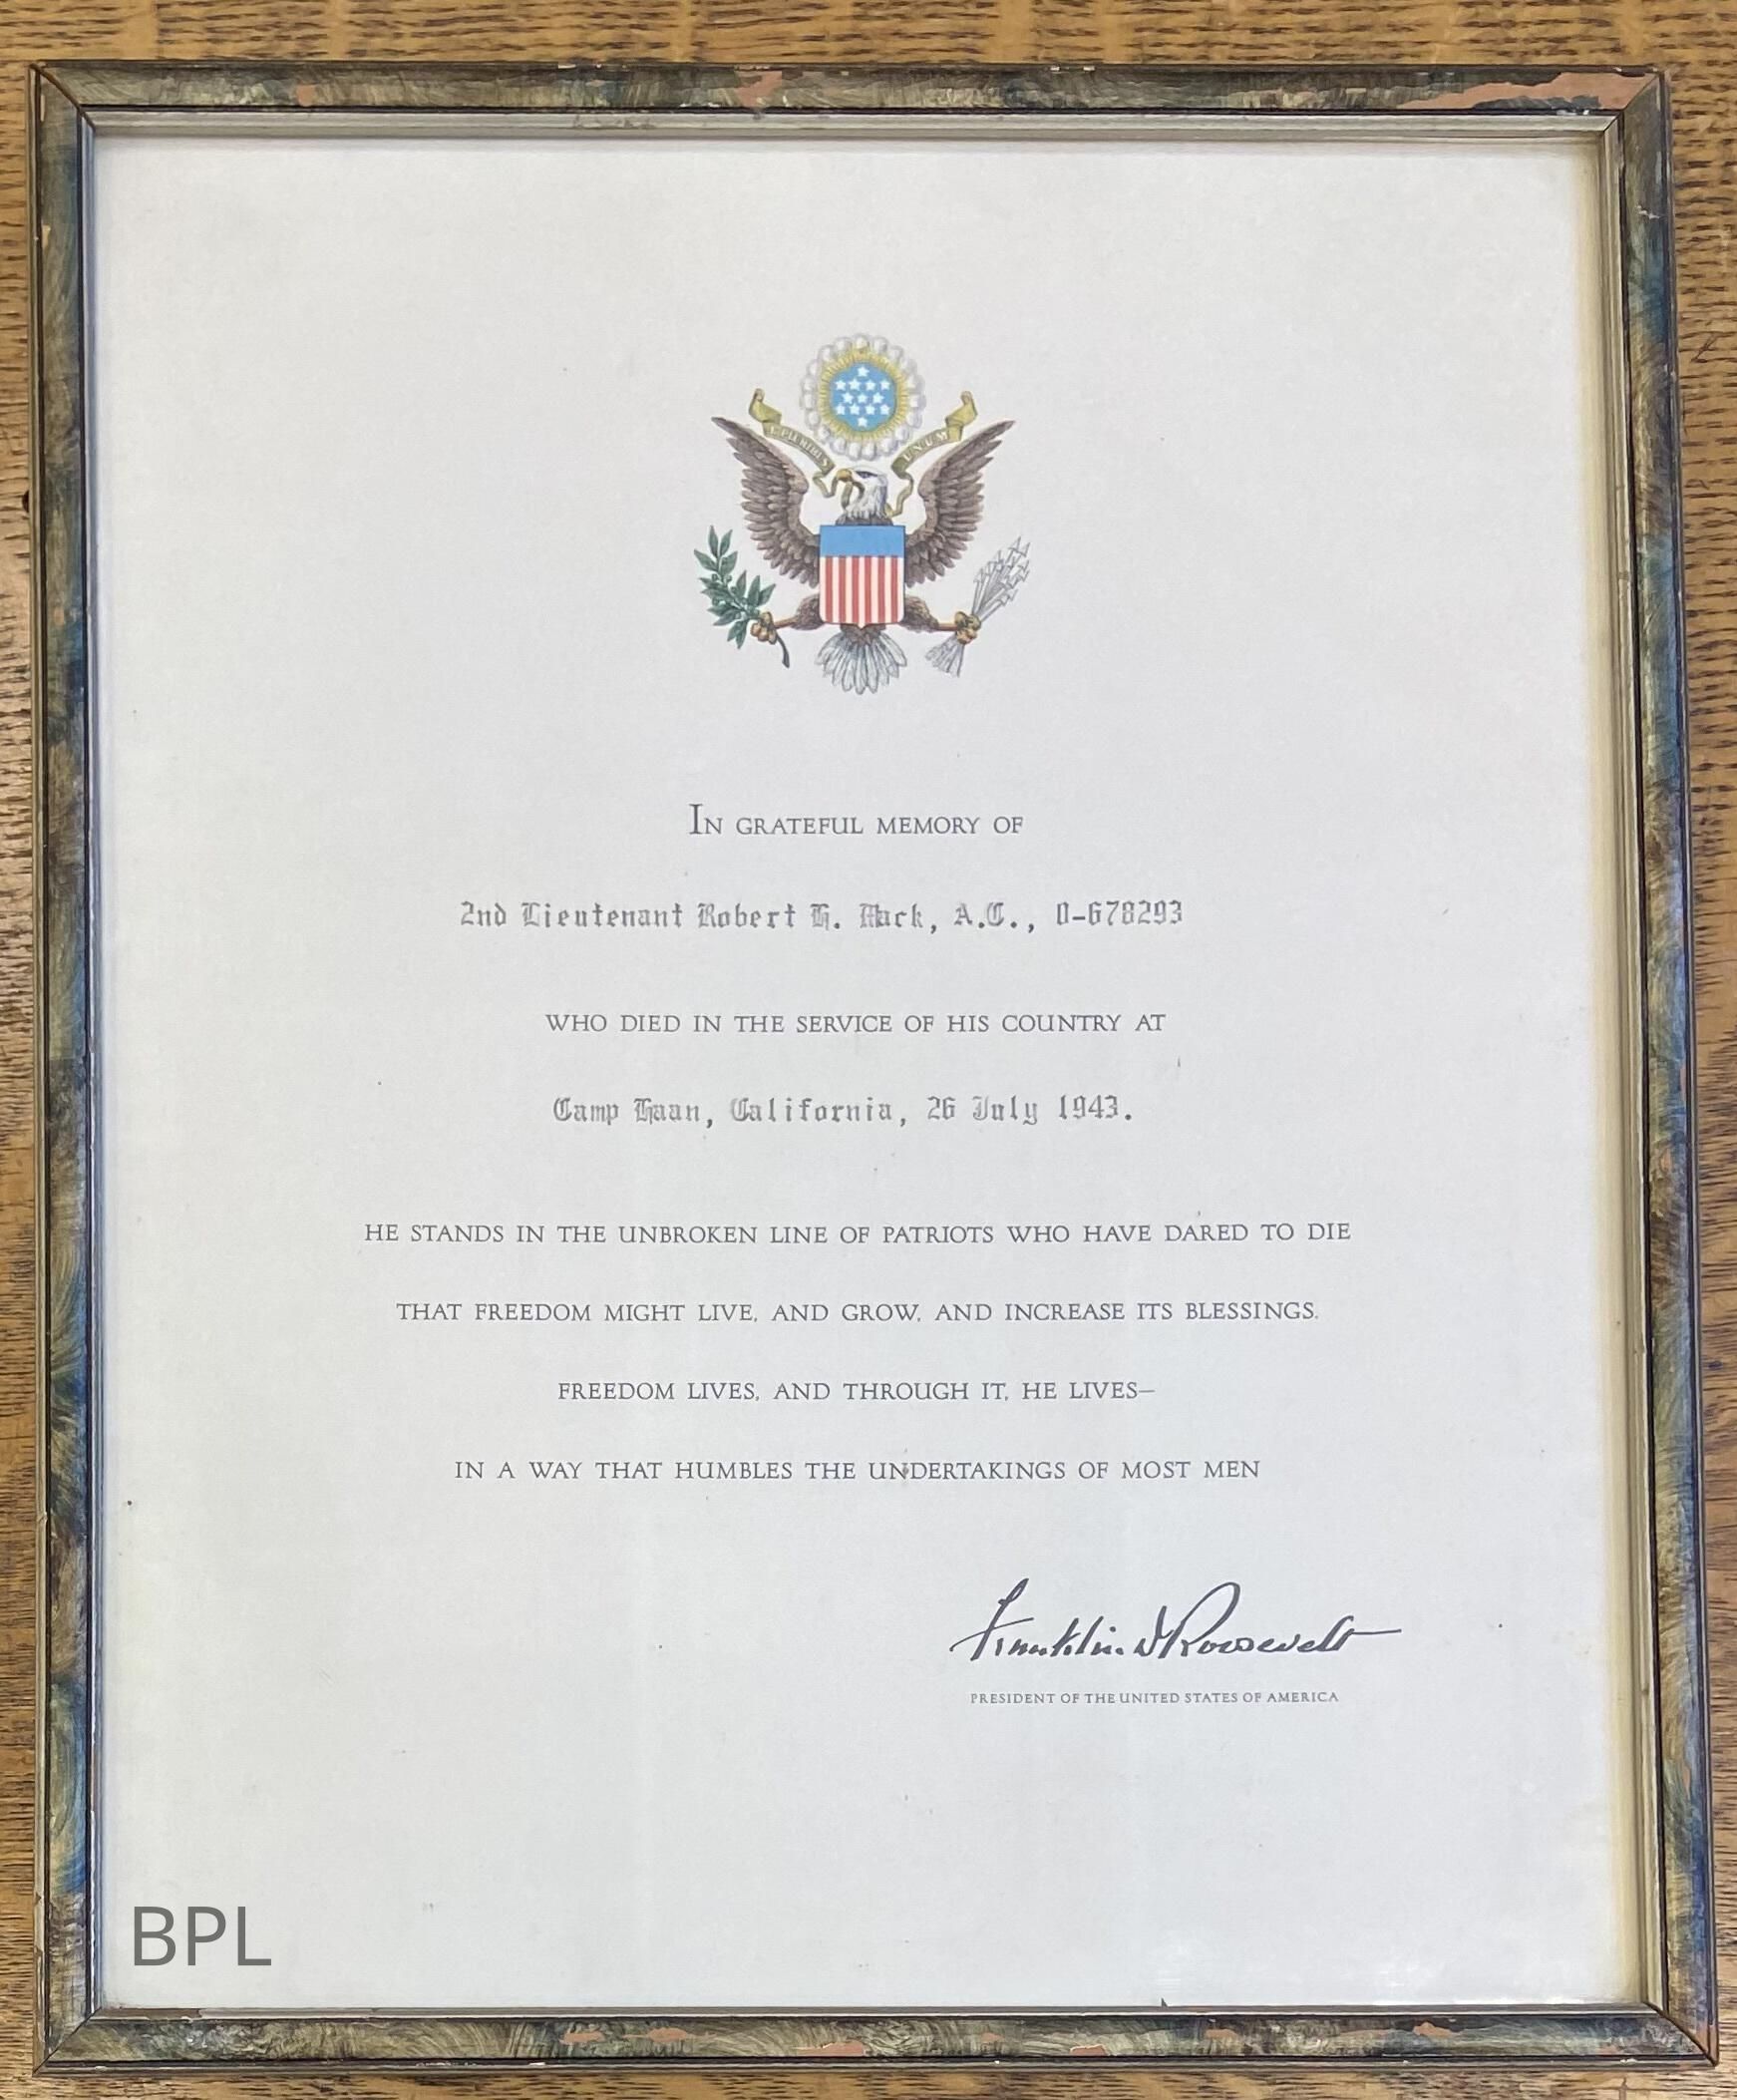 E PLURIBUS UNUM
In grateful memory of
2nd Lieutenant Robert H. Mack, A.C., O-678293
WHO DIED IN THE SERVICE OF HIS COUNTRY AT
Camp Haan, California, 26 July 1943.
HE STANDS IN THE UNBROKEN LINE OF PATRIOTS WHO HAVE DARED TO DIE
THAT FREEDOM MIGHT LIVE, AND GROW, AND INCREASE ITS BLESSINGS.
FREEDOM LIVES, AND THROUGH IT, HE LIVES—
IN A WAY THAT HUMBLES THE UNDERTAKINGS OF MOST MEN
Franklin D Roosevelt
PRESIDENT OF THE UNITED STATES OF AMERICA
BPL